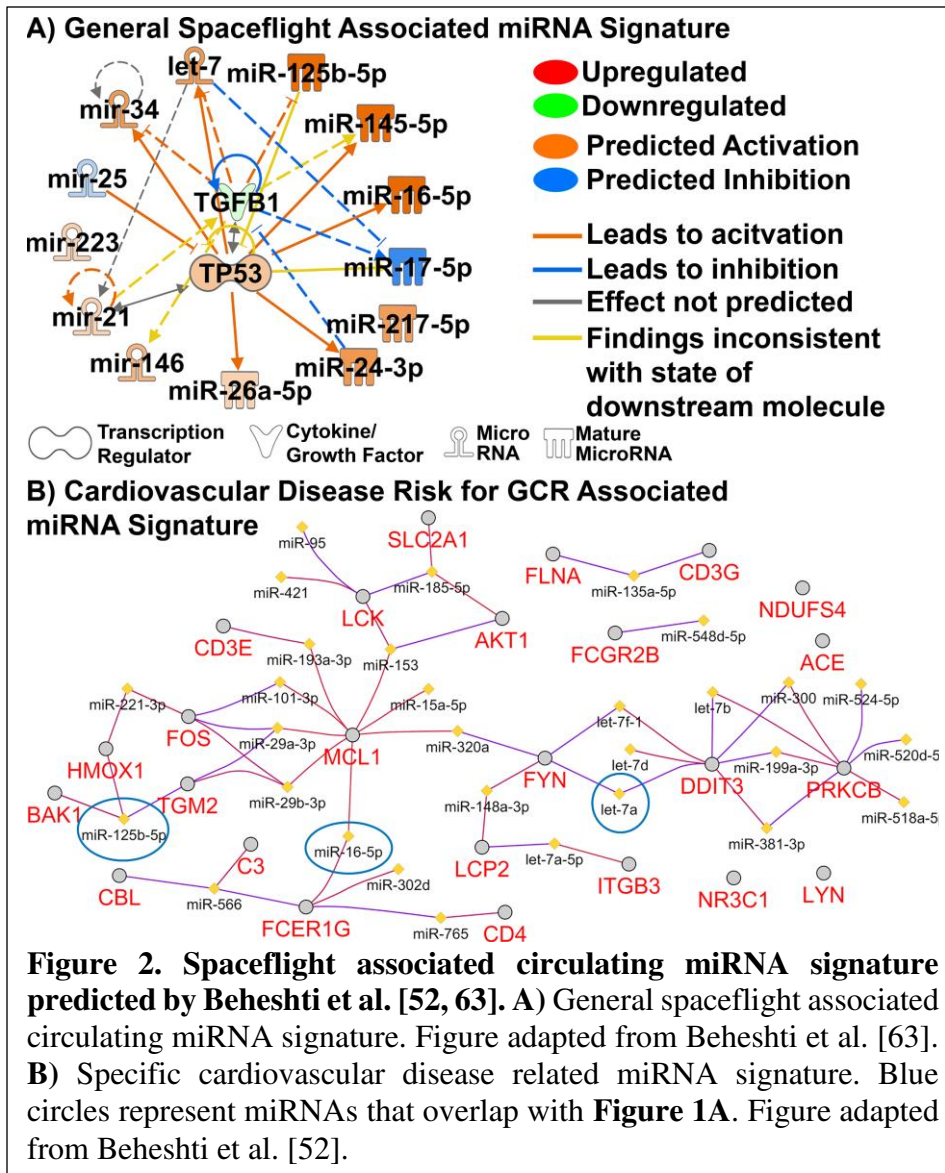 A) General Spaceflight Associated miRNA Signature
let-7
miR-125b-5p
mir-34
miR-145-5p
mir-25
TGFB1
miR-16-5p
mir-223
TP53
miR-17-5p
mir-21
miR-217-5p
mir-146
miR-24-3p
miR-26a-5p
Upregulated
Downregulated
Predicted Activation
Predicted Inhibition
Leads to acitvation
Leads to inhibition
Effect not predicted
Findings inconsistent
with state of
downstream molecule
Transcription
Regulator
Cytokine/
Growth Factor
Micro
RNA
Mature
MicroRNA
B) Cardiovascular Disease Risk for GCR Associated
miRNA Signature
miR-95
SLC2A1
miR-421
miR-185-5p
FLNA
CD3G
miR-135a-5p
LCK
NDUFS4
CD3E
AKT1
miR-548d-5p
FCGR2B
miR-193a-3p
miR-153
ACE
miR-221-3p
miR-101-3p
miR-15a-5p
let-7b
miR-300
miR-524-5p
FOS
let-7f-1
miR-29a-3p
MCL1
miR-320a
HMOX1
FYN
let-7d
DDIT3
miR-199a-3p
miR-520d-5
PRKCB
BAK1
TGM2
miR-29b-3p
miR-148a-3p
let-7a
miR-518a-5p
miR-125b-5p
miR-16-5p
miR-381-3p
C3
LCP2
let-7a-5p
CBL
miR-302d
ITGB3
NR3C1
LYN
miR-566
FCER1G
miR-765
CD4
Figure 2. Spaceflight associated circulating miRNA signature
predicted by Beheshti et al. [52, 63]. A) General spaceflight associated
circulating miRNA signature. Figure adapted from Beheshti et al. [63].
B) Specific cardiovascular disease related miRNA signature. Blue
circles represent miRNAs that overlap with Figure 1A. Figure adapted
from Beheshti et al. [52].